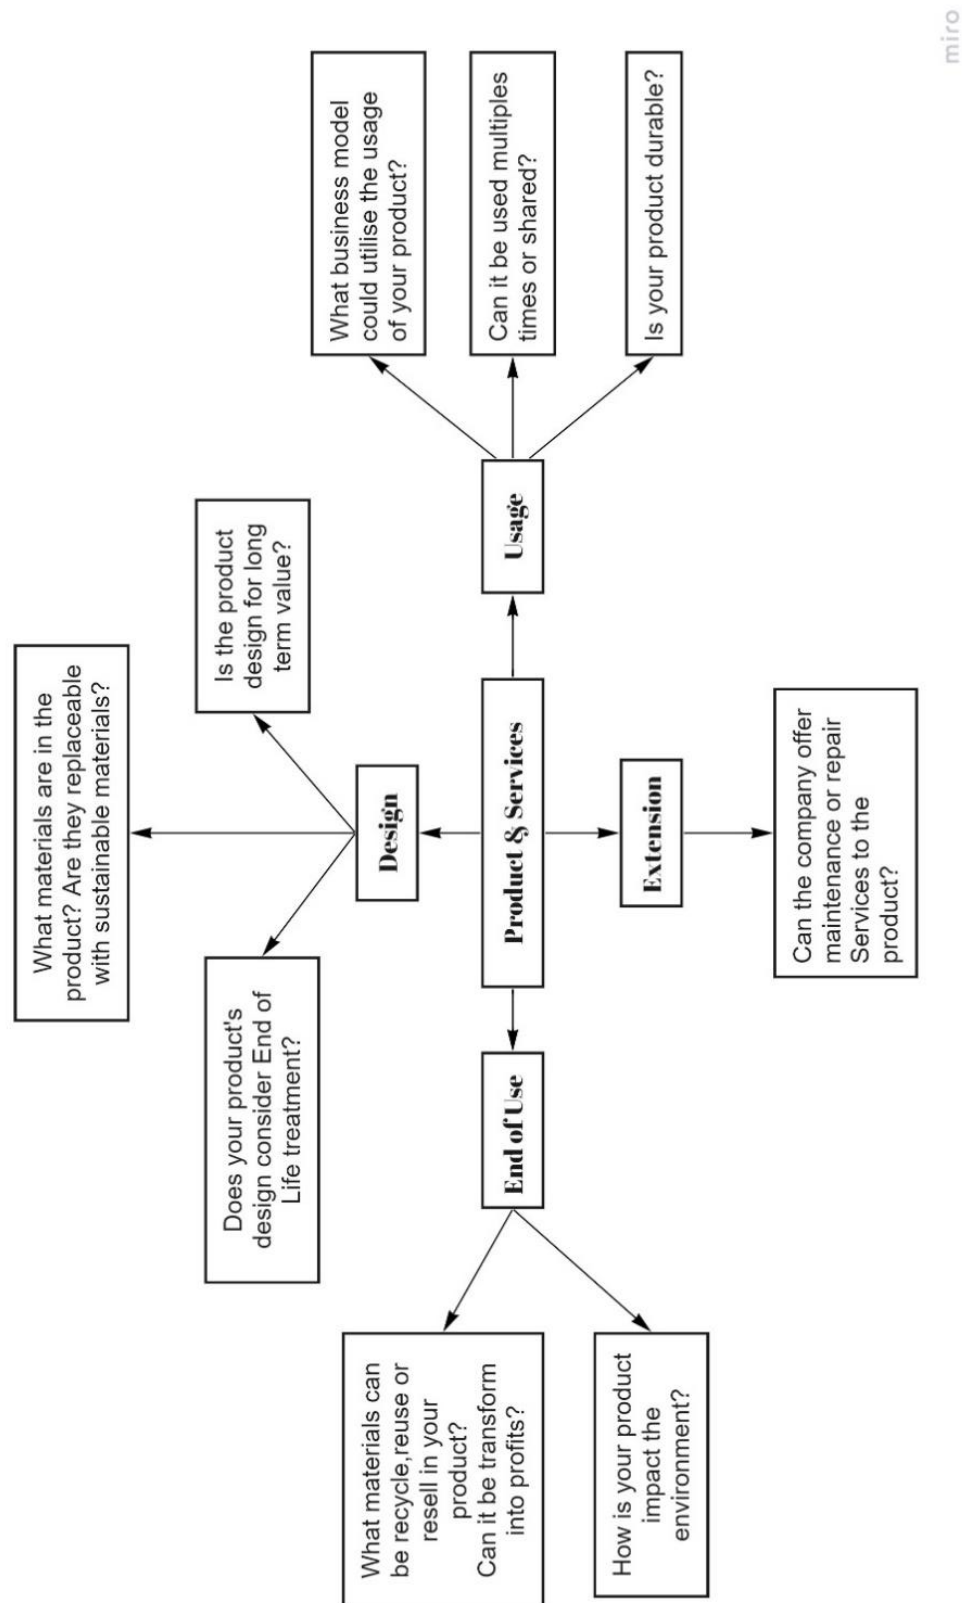 What materials are in the
product? Are they replaceable
with sustainable materials?
Does your product's
design consider End of
Life treatment?
Is the product
design for long
term value?
Design
What materials can
be recycle,reuse or
resell in your
product?
Can it be transform
into profits?
How is your product
impact the
environment?
End of Use
Product & Services
Usage
What business model
could utilise the usage
of your product?
Can it be used multiples
times or shared?
Is your product durable?
Extension
Can the company offer
maintenance or repair
Services to the
product?
miro